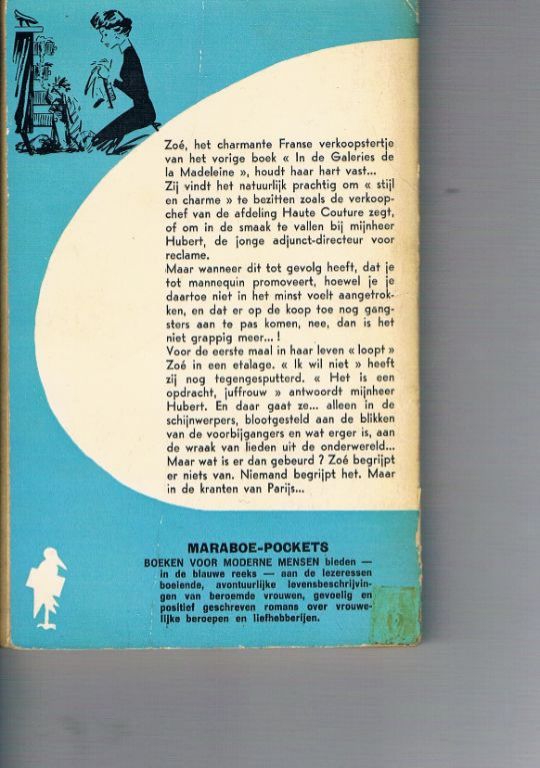 Zoé, het charmante Franse verkoopstertje
van het vorige boek « In de Galeries de
la Madeleine », houdt haar hart vast...
Zij vindt het natuurlijk prachtig om « stijl
en charme » te bezitten zoals de verkoop-
chef van de afdeling Haute Couture zegt,
of om in de smaak te vallen bij mijnheer
Hubert, de jonge adjunct-directeur voor
reclame.
Maar wanneer dit tot gevolg heeft, dat je
tot mannequin promoveert, hoewel je je
daartoe niet in het minst voelt aangetrok-
ken, en dat er op de koop toe nog gang-
sters aan te pas komen, nee, dan is het
niet grappig meer... !
Voor de eerste maal in haar leven « loopt »
Zoé in een etalage. « Ik wil niet » heeft
zij nog tegengesputterd. « Het is een
opdracht, juffrouw » antwoordt mijnheer
Hubert. En daar gaat ze... alleen in de
schijnwerpers, blootgesteld aan de blikken
van de voorbijgangers en wat erger is, aan
de wraak van lieden uit de onderwereld...
Maar wat is er dan gebeurd ? Zoé begrijpt
er niets van. Niemand begrijpt het. Maar
in de kranten van Parijs...
MARABOE-POCKETS
BOEKEN VOOR MODERNE MENSEN bieden —
in de blauwe reeks — aan de lezeressen
boeiende, avontuurlijke levensbeschrijvin-
gen van beroemde vrouwen, gevoelig en
positief geschreven romans over vrouwe-
lijke beroepen en liefhebberijen.